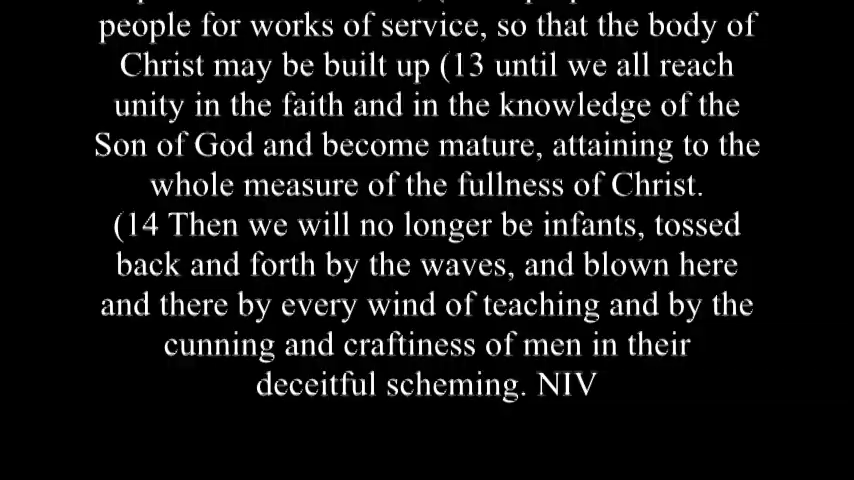 people for works of service, so that the body of
Christ may be built up (13 until we all reach
unity in the faith and in the knowledge of the
Son of God and become mature, attaining to the
whole measure of the fullness of Christ.
(14 Then we will no longer be infants, tossed
back and forth by the waves, and blown here
and there by every wind of teaching and by the
cunning and craftiness of men in their
deceitful scheming. NIV